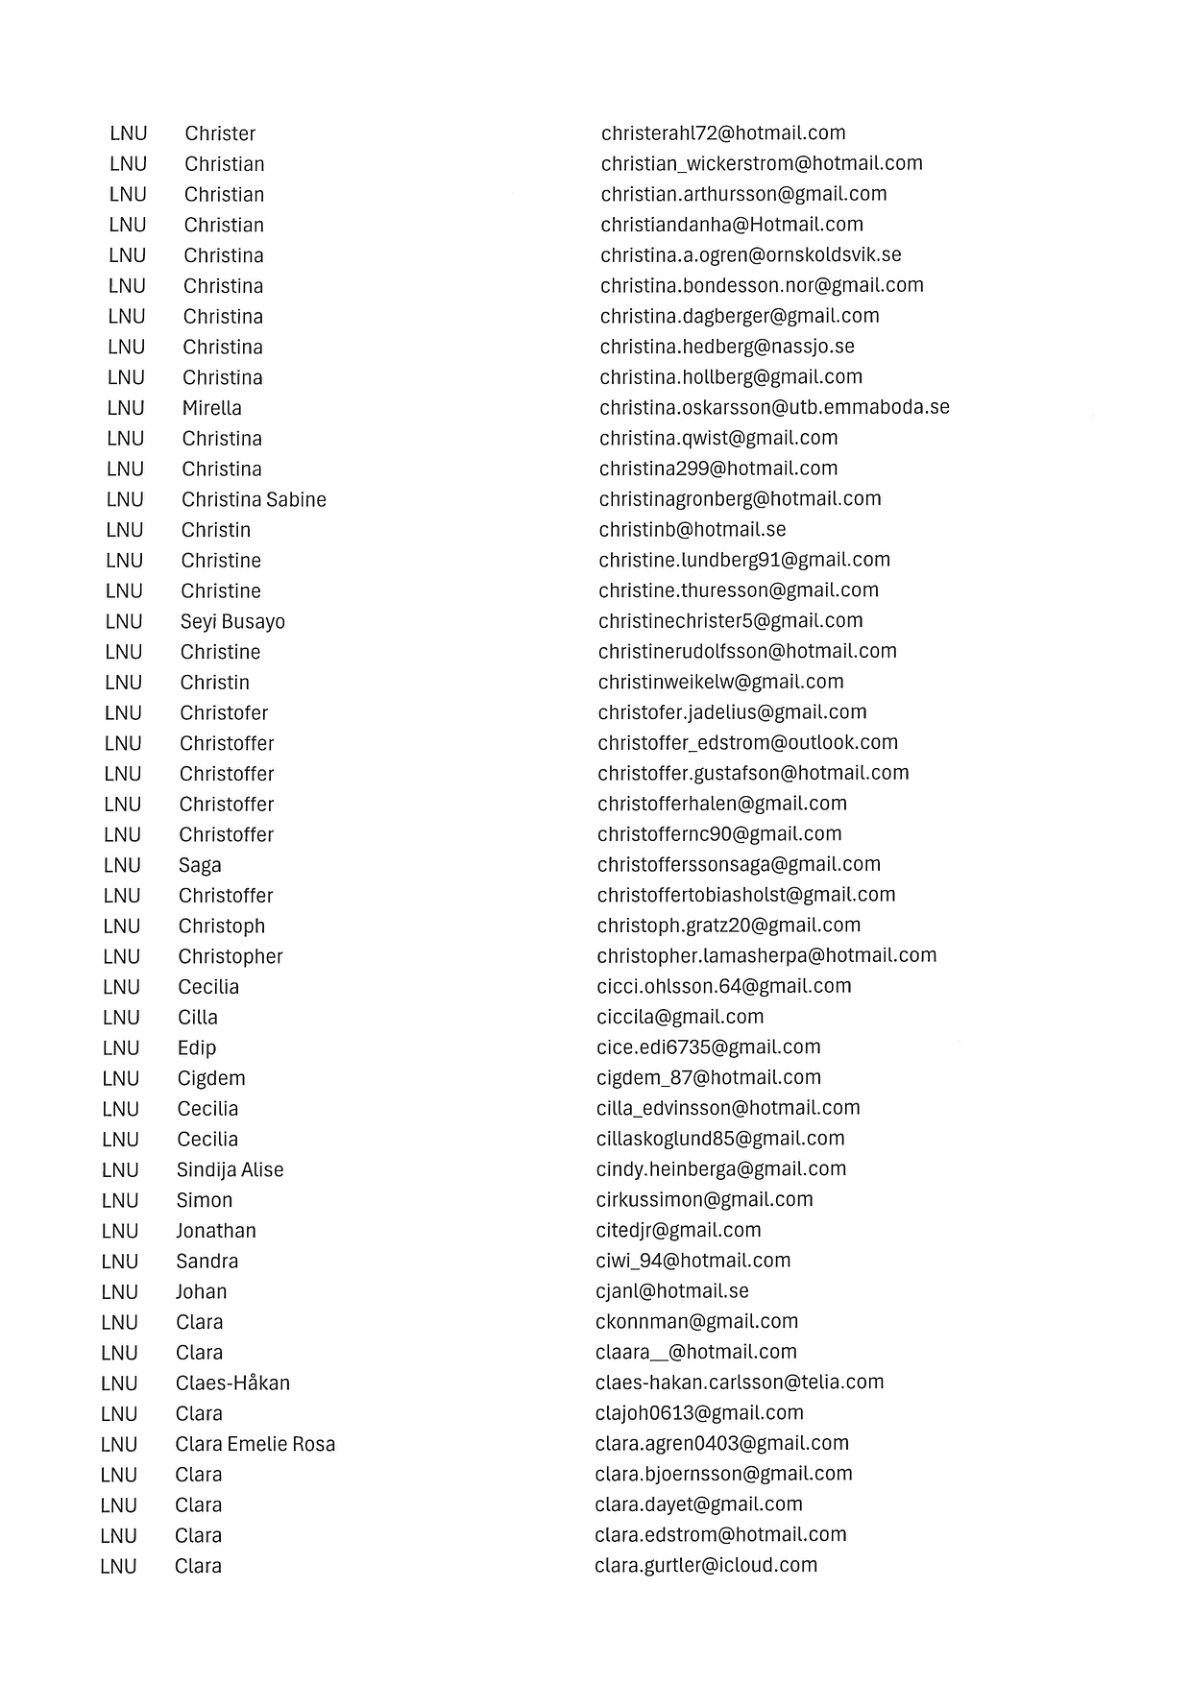 LNU Christer christerahl72@hotmail.com
LNU Christian christian_wickerstrom@hotmail.com
LNU Christian christian.arthursson@gmail.com
LNU Christian christiandanha@Hotmail.com
LNU Christina christina.a.ogren@ornskoldsvik.se
LNU Christina christina.bondesson.nor@gmail.com
LNU Christina christina.dagberger@gmail.com
LNU Christina christina.hedberg@nassjo.se
LNU Christina christina.hollberg@gmail.com
LNU Mirella christina.oskarsson@utb.emmaboda.se
LNU Christina christina.qwist@gmail.com
LNU Christina christina299@hotmail.com
LNU Christina Sabine christinagronberg@hotmail.com
LNU Christin christinb@hotmail.se
LNU Christine christine.lundberg91@gmail.com
LNU Christine christine.thuresson@gmail.com
LNU Seyi Busayo christinechrister5@gmail.com
LNU Christine christinerudolfsson@hotmail.com
LNU Christin christinweikelw@gmail.com
LNU Christofer christofer.jadelius@gmail.com
LNU Christoffer christoffer_edstrom@outlook.com
LNU Christoffer christoffer.gustafson@hotmail.com
LNU Christoffer christofferhalen@gmail.com
LNU Christoffer christoffernc90@gmail.com
LNU Saga christofferssonsaga@gmail.com
LNU Christoffer christoffertobiasholst@gmail.com
LNU Christoph christoph.gratz20@gmail.com
LNU Christopher christopher.lamasherpa@hotmail.com
LNU Cecilia cicci.ohlsson.64@gmail.com
LNU Cilla ciccila@gmail.com
LNU Edip cice.edi6735@gmail.com
LNU Cigdem cigdem_87@hotmail.com
LNU Cecilia cilla_edvinsson@hotmail.com
LNU Cecilia cillaskoglund85@gmail.com
LNU Sindija Alise cindy.heinberga@gmail.com
LNU Simon cirkussimon@gmail.com
LNU Jonathan citedjr@gmail.com
LNU Sandra ciwi_94@hotmail.com
LNU Johan cjanl@hotmail.se
LNU Clara ckonnman@gmail.com
LNU Clara claara__@hotmail.com
LNU Claes-Håkan claes-hakan.carlsson@telia.com
LNU Clara clajoh0613@gmail.com
LNU Clara Emelie Rosa clara.agren0403@gmail.com
LNU Clara clara.bjoernsson@gmail.com
LNU Clara clara.dayet@gmail.com
LNU Clara clara.edstrom@hotmail.com
LNU Clara clara.gurtler@icloud.com